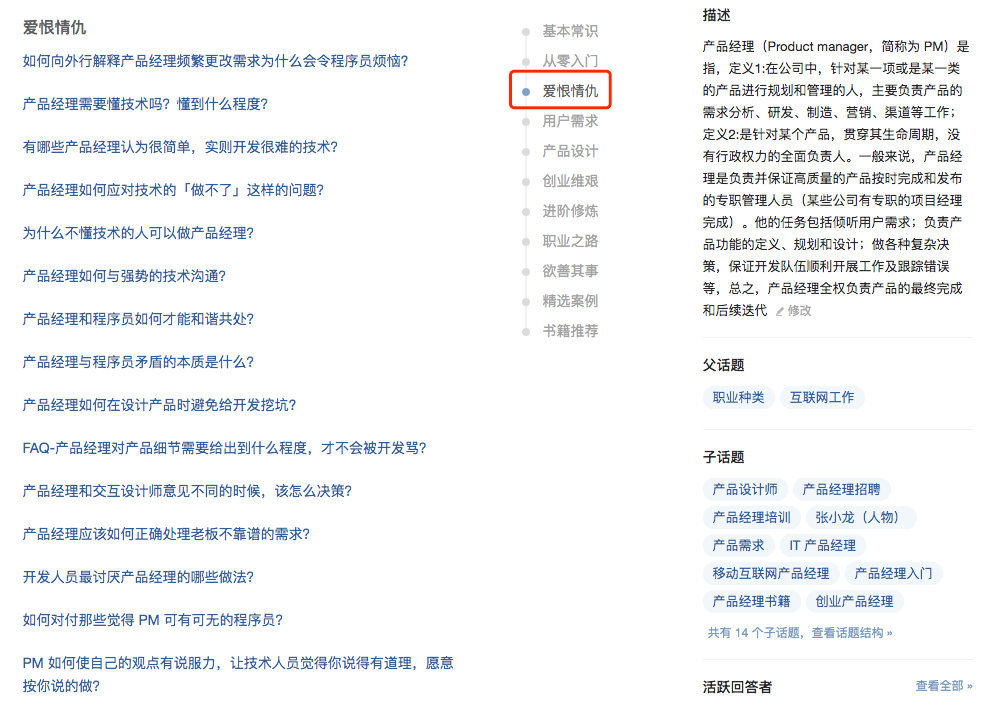 爱恨情仇
如何向外行解释产品经理频繁更改需求为什么会令程序员烦恼?
产品经理需要懂技术吗？懂到什么程度?
有哪些产品经理认为很简单，实则开发很难的技术?
产品经理如何应对技术的「做不了」这样的问题?
为什么不懂技术的人可以做产品经理?
产品经理如何与强势的技术沟通?
产品经理和程序员如何才能和谐共处?
产品经理与程序员矛盾的本质是什么?
产品经理如何在设计产品时避免给开发挖坑?
FAQ-产品经理对产品细节需要给出到什么程度，才不会被开发骂?
产品经理和交互设计师意见不同的时候，该怎么决策?
产品经理应该如何正确处理老板不靠谱的需求?
开发人员最讨厌产品经理的哪些做法?
如何对付那些觉得 PM 可有可无的程序员?
PM 如何使自己的观点有说服力，让技术人员觉得你说得有道理，愿意
按你说的做?
基本常识
从零入门
爱恨情仇
用户需求
产品设计
创业维艰
进阶修炼
职业之路
欲善其事
精选案例
书籍推荐
描述
产品经理（Product manager，简称为 PM）是
指，定义1:在公司中，针对某一项或是某一类
的产品进行规划和管理的人，主要负责产品的
需求分析、研发、制造、营销、渠道等工作；
定义2:是针对某个产品，贯穿其生命周期，没
有行政权力的全面负责人。一般来说，产品经
理是负责并保证高质量的产品按时完成和发布
的专职管理人员（某些公司有专职的项目经理
完成）。他的任务包括倾听用户需求；负责产
品功能的定义、规划和设计；做各种复杂决
策，保证开发队伍顺利开展工作及跟踪错误
等，总之，产品经理全权负责产品的最终完成
和后续迭代 修改
父话题
职业种类 互联网工作
子话题
产品设计师 产品经理招聘
产品经理培训 张小龙（人物）
产品需求 IT 产品经理
移动互联网产品经理 产品经理入门
产品经理书籍 创业产品经理
共有 14 个子话题，查看话题结构 »
活跃回答者 查看全部 »